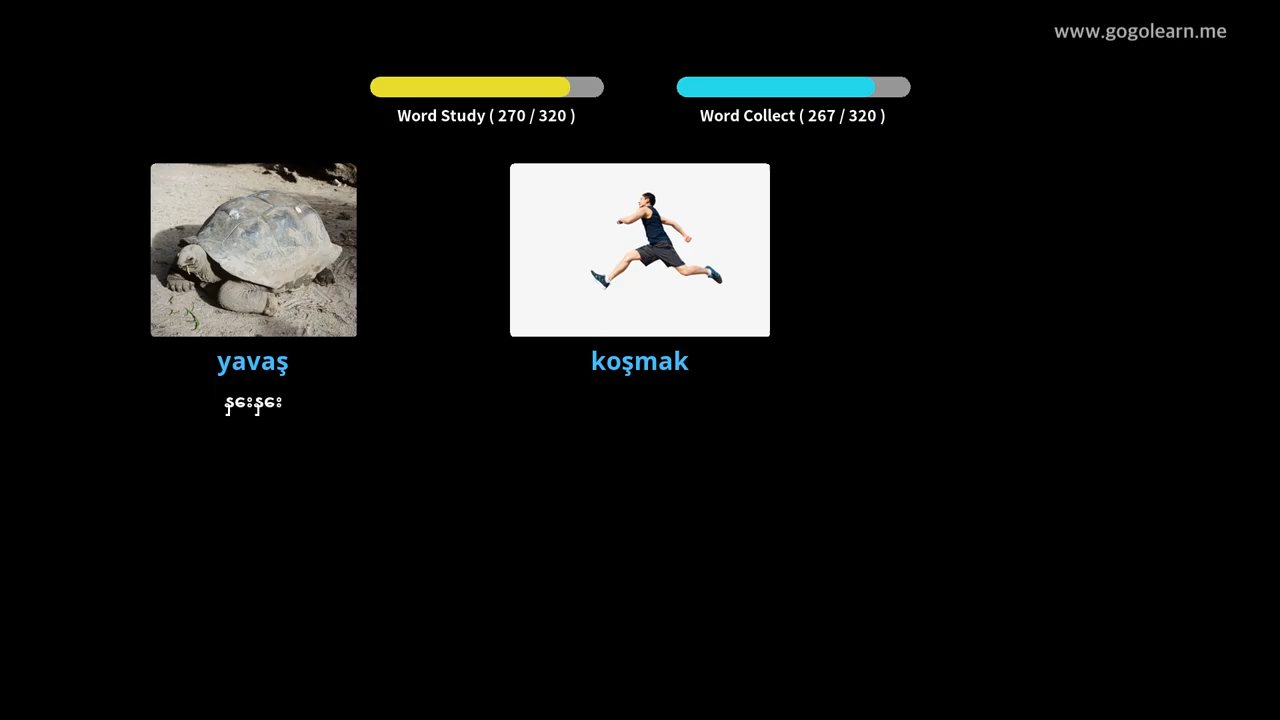 www.gogolearn.me
Word Study ( 270 / 320 )
Word Collect ( 267 / 320 )
yavaş
koşmak
နှေးနှေး